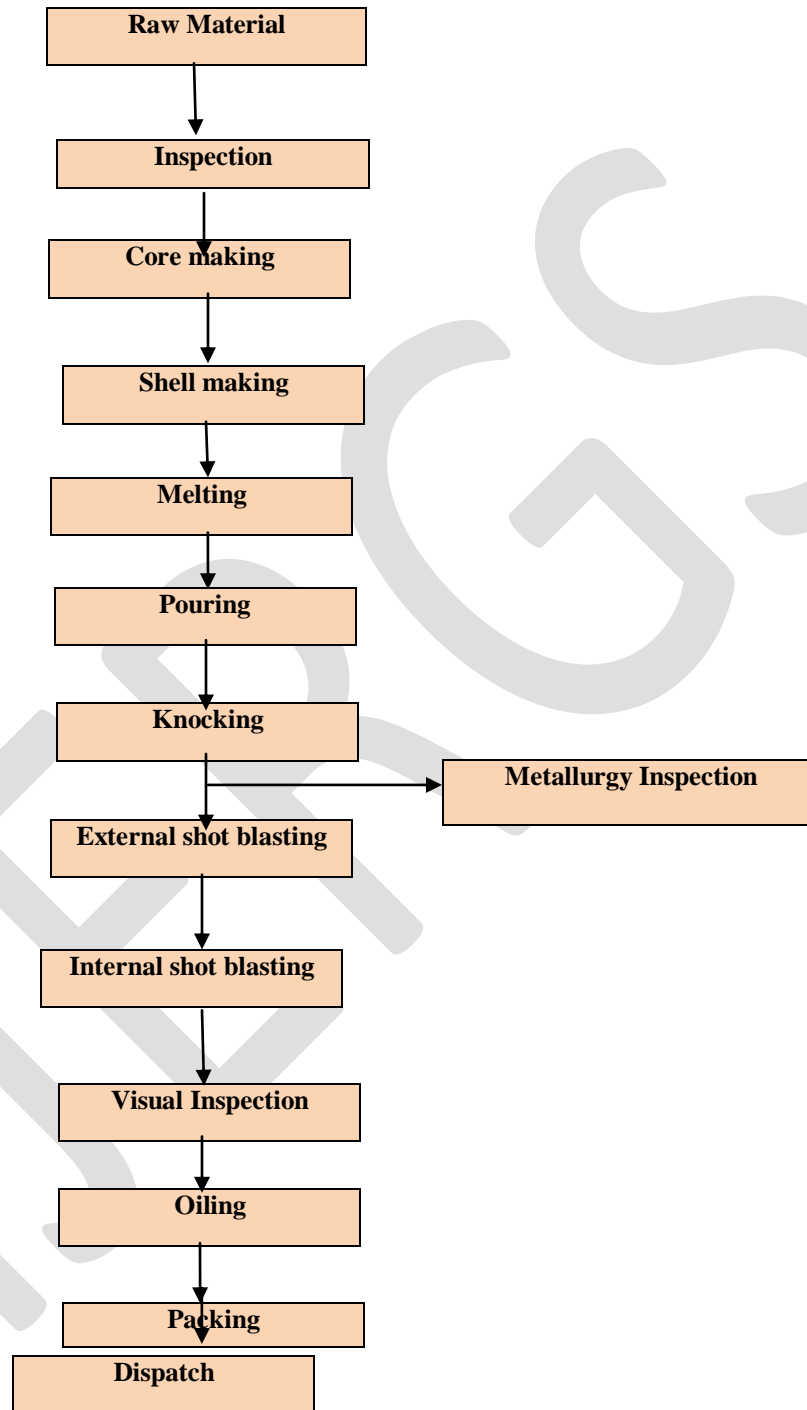 Raw Material
Inspection
Core making
Shell making
Melting
Pouring
Knocking
Metallurgy Inspection
External shot blasting
Internal shot blasting
Visual Inspection
Oiling
Packing
Dispatch